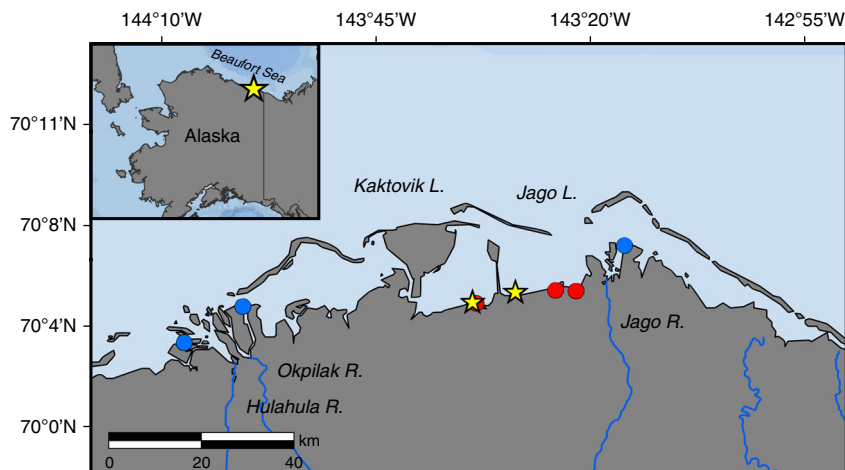 144°10'W 143°45'W 143°20'W 142°55'W
Beaufort Sea
Alaska
70°11'N
70°8'N
70°4'N
70°0'N
Kaktovik L.
Jago L.
Jago R.
Okpilak R.
Hulahula R.
km
0 20 40